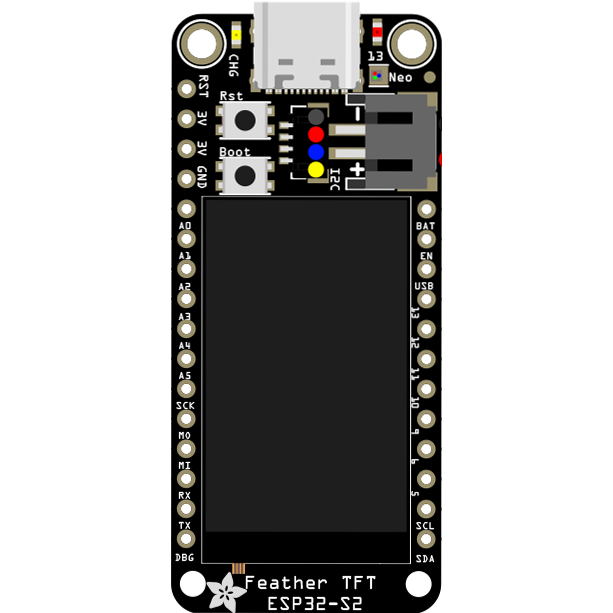 CHG
13
Neo
RST
Rst
3V
3V
Boot
GND
I2C
-
+
A0
A1
A2
A3
A4
A5
SCK
MO
MI
RX
TX
DBG
BAT
EN
USB
13
12
11
10
9
6
5
SCL
SDA
Feather TFT
ESP32-S2